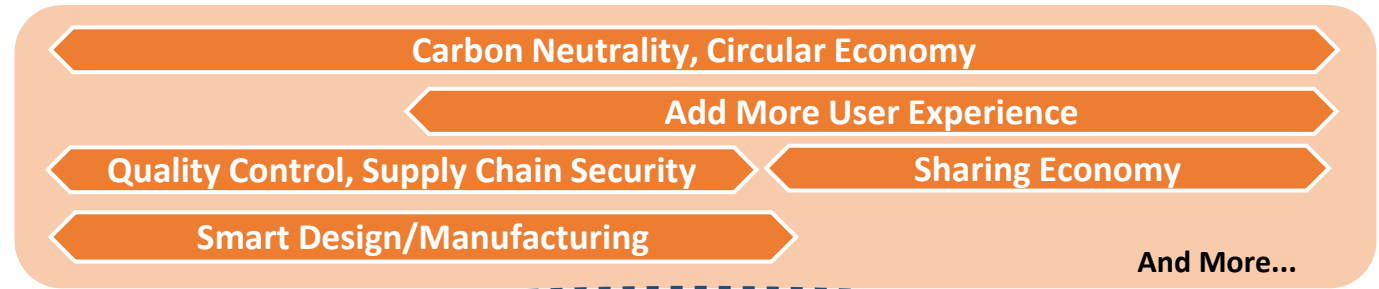 Carbon Neutrality, Circular Economy
Add More User Experience
Quality Control, Supply Chain Security
Sharing Economy
Smart Design/Manufacturing
And More...